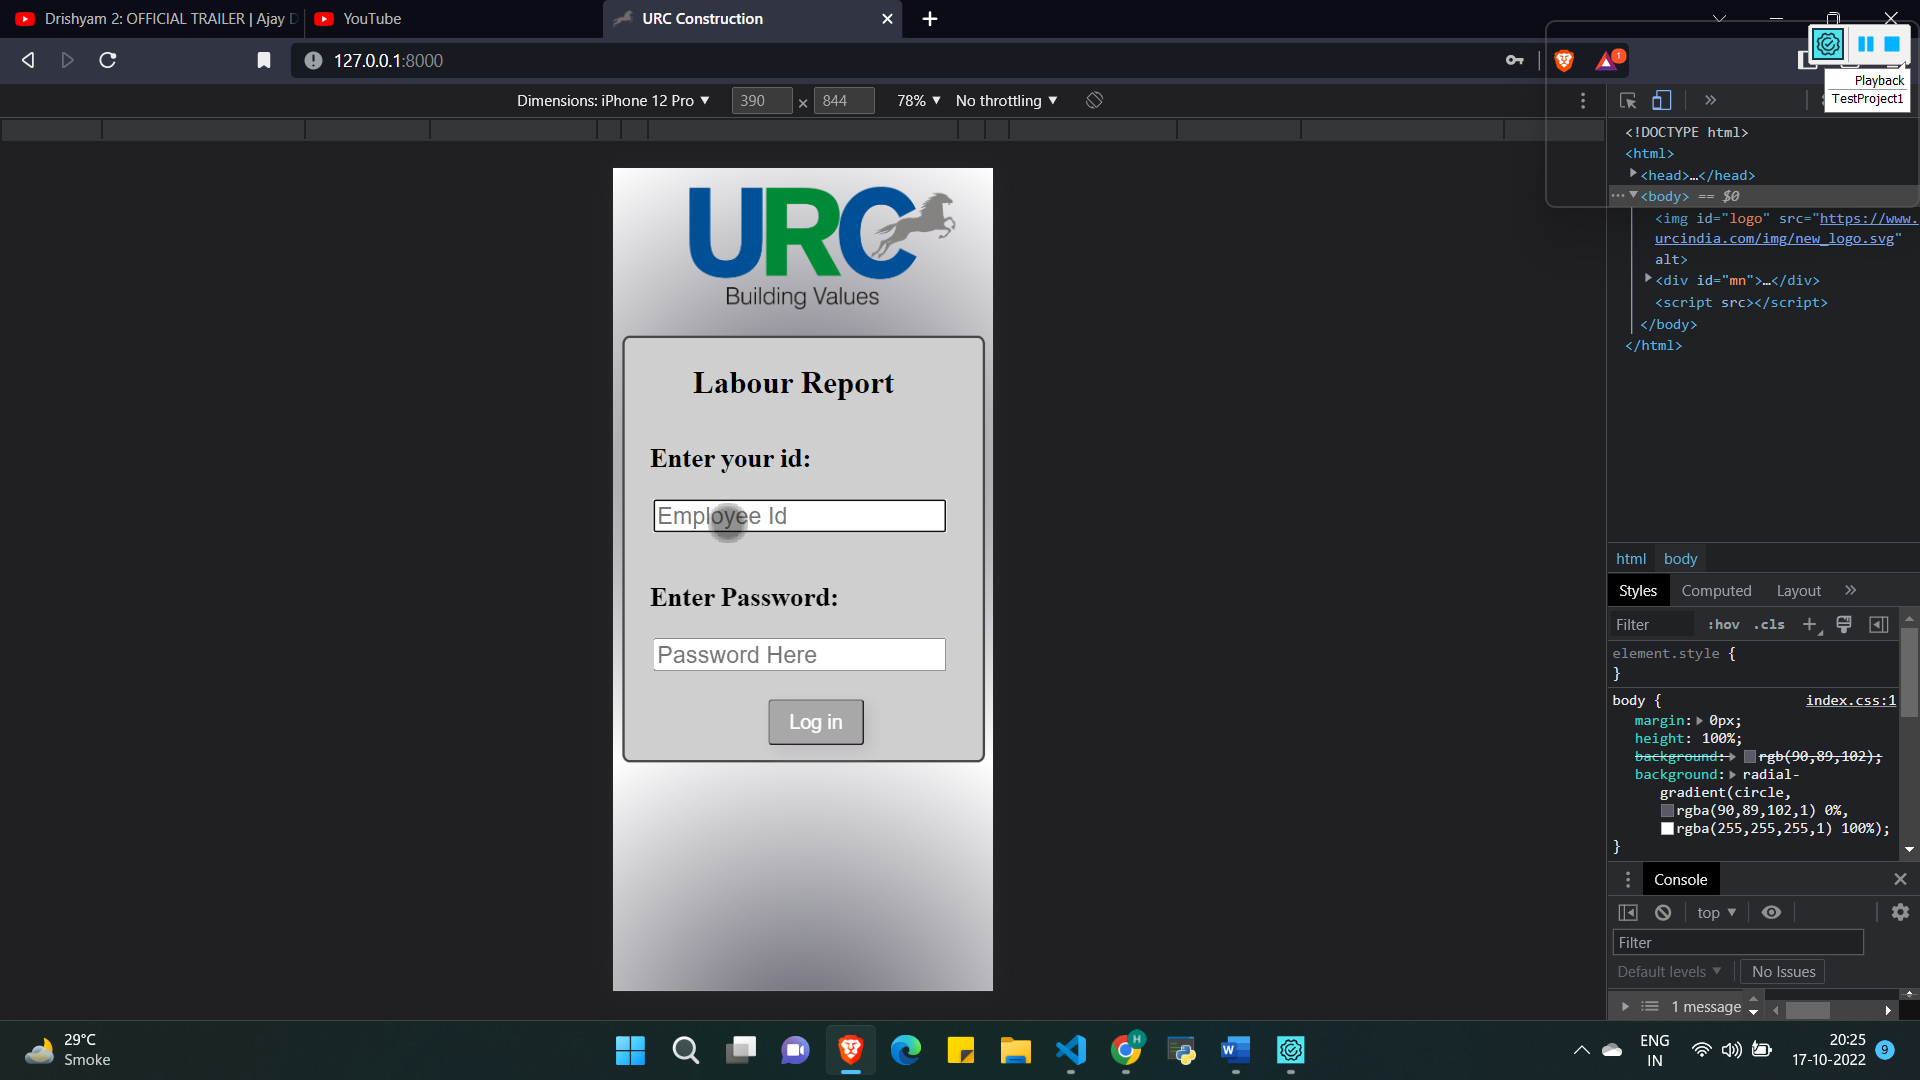 Drishyam 2: OFFICIAL TRAILER | Ajay D
YouTube
URC Construction
127.0.0.1:8000
1
Playback
TestProject1
Dimensions: iPhone 12 Pro ▼ 390 × 844 78% ▼ No throttling ▼
URC
Building Values
Labour Report
Enter your id:
Employee Id
Enter Password:
Password Here
Log in
<!DOCTYPE html>
<html>
<head>…</head>
<body> == $0
<img id="logo" src="https://www.
urcindia.com/img/new_logo.svg"
alt>
<div id="mn">…</div>
<script src></script>
</body>
</html>
html body
Styles Computed Layout »
Filter :hov .cls +
element.style {
}
body { index.css:1
margin: 0px;
height: 100%;
background: rgb(90,89,102);
background: radial-
gradient(circle,
rgba(90,89,102,1) 0%,
rgba(255,255,255,1) 100%);
}
Console
top ▼
Filter
Default levels ▼ No Issues
1 message
29°C
Smoke
H
W
ENG
IN
20:25
17-10-2022
9